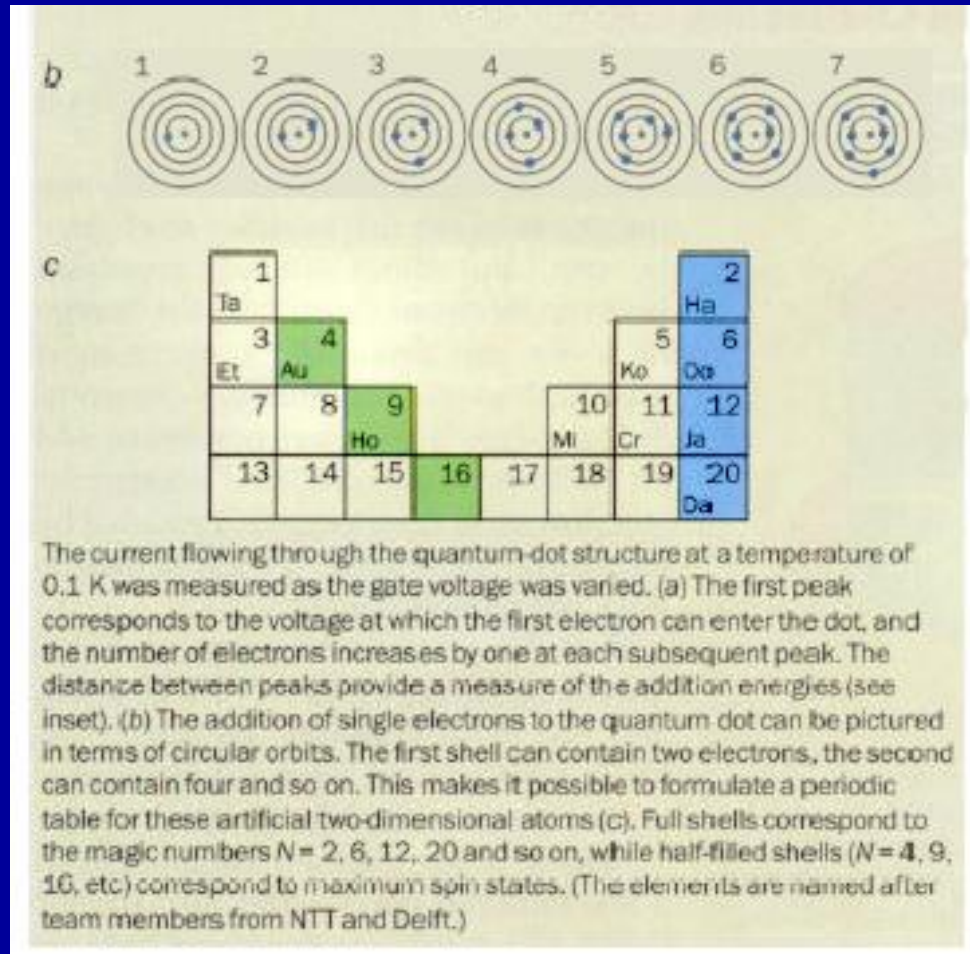 b 1 2 3 4 5 6 7
c
1 2
Ta Ha
3 4 5 6
Et Au Ko Oo
7 8 9 10 11 12
Ho Mi Cr Ja
13 14 15 16 17 18 19 20
Da
The current flowing through the quantum-dot structure at a temperature of
0.1 K was measured as the gate voltage was varied. (a) The first peak
corresponds to the voltage at which the first electron can enter the dot, and
the number of electrons increases by one at each subsequent peak. The
distance between peaks provide a measure of the addition energies (see
inset). (b) The addition of single electrons to the quantum dot can be pictured
in terms of circular orbits. The first shell can contain two electrons, the second
can contain four and so on. This makes it possible to formulate a periodic
table for these artificial two-dimensional atoms (c). Full shells correspond to
the magic numbers N = 2, 6, 12, 20 and so on, while half-filled shells (N = 4, 9,
16, etc) correspond to maximum spin states. (The elements are named after
team members from NTT and Delft.)